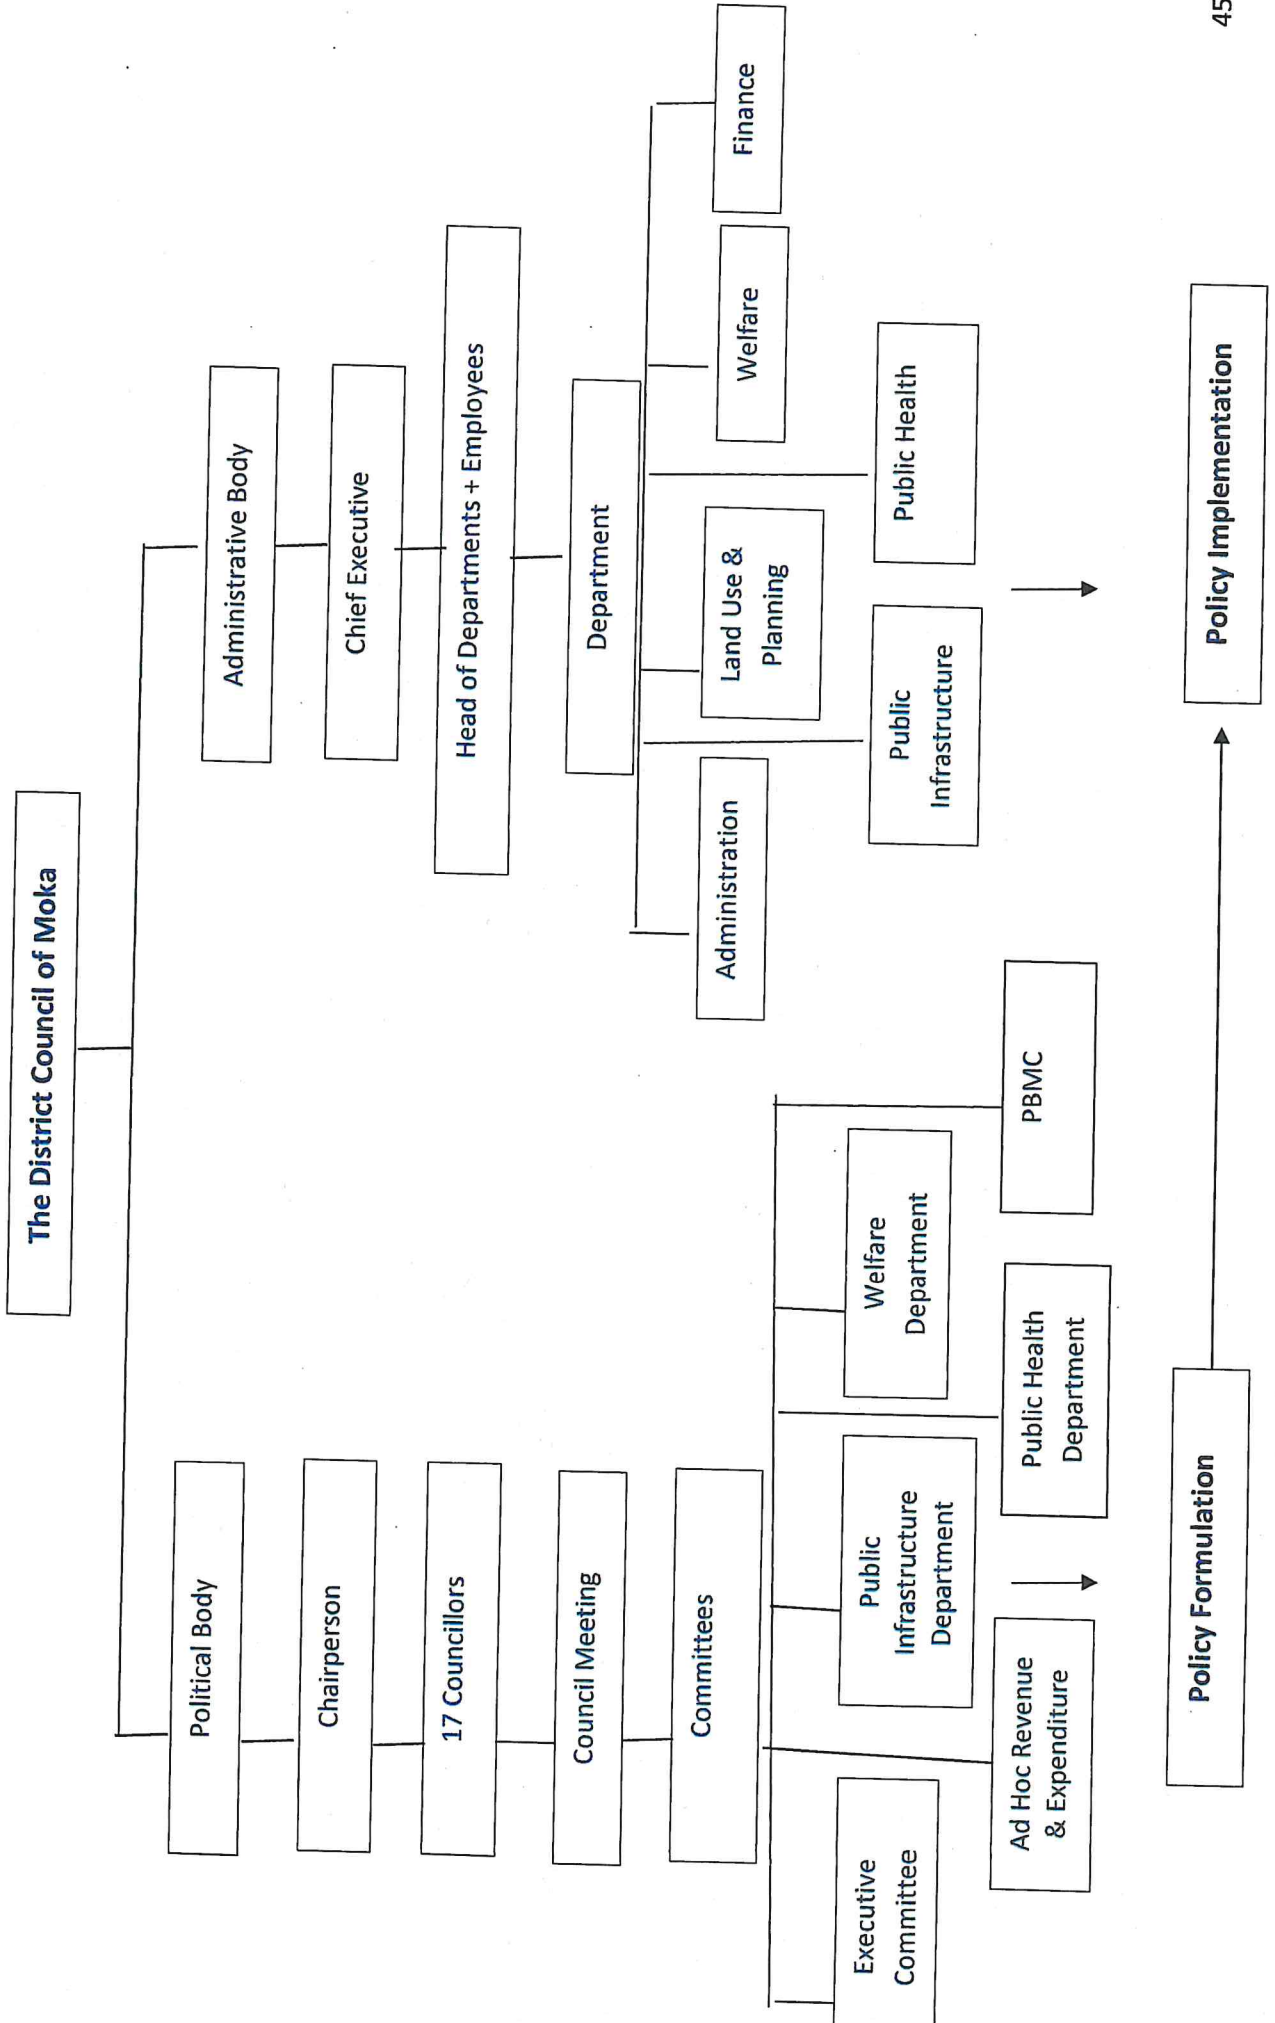 The District Council of Moka
Political Body
Chairperson
17 Councillors
Council Meeting
Committees
Executive
Committee
Public
Infrastructure
Department
Welfare
Department
Ad Hoc Revenue
& Expenditure
Public Health
Department
PBMC
Policy Formulation
Administrative Body
Chief Executive
Head of Departments + Employees
Department
Administration
Land Use &
Planning
Welfare
Finance
Public
Infrastructure
Public Health
Policy Implementation
45